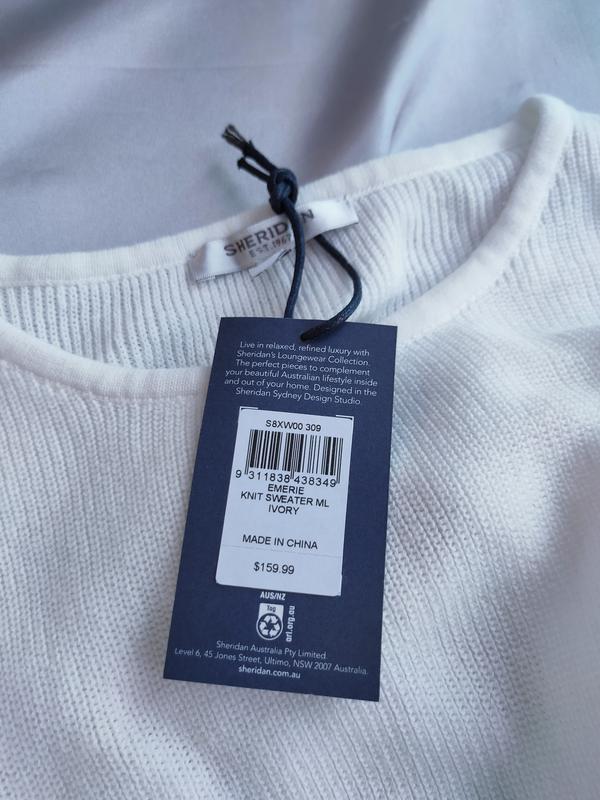 SHERIDAN
EST. 1967
Live in relaxed, refined luxury with
Sheridan's Loungewear Collection.
The perfect pieces to complement
your beautiful Australian lifestyle inside
and out of your home. Designed in the
Sheridan Sydney Design Studio.
S8XW00 309
9 311838 438349
EMERIE
KNIT SWEATER ML
IVORY
MADE IN CHINA
$159.99
AUS/NZ
Tag
arl.org.au
Sheridan Australia Pty Limited
Level 6, 45 Jones Street, Ultimo, NSW 2007 Australia.
sheridan.com.au